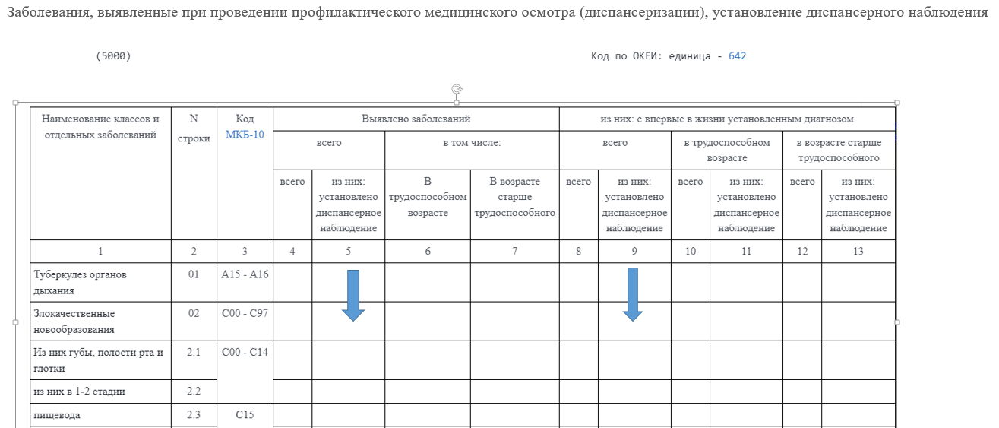 Заболевания, выявленные при проведении профилактического медицинского осмотра (диспансеризации), установление диспансерного наблюдения
(5000) Код по ОКЕИ: единица - 642
Наименование классов и
отдельных заболеваний
N
строки
Код
МКБ-10
Выявлено заболеваний
из них: с впервые в жизни установленным диагнозом
всего
в том числе:
всего
в трудоспособном
возрасте
в возрасте старше
трудоспособного
всего
из них:
установлено
диспансерное
наблюдение
В
трудоспособном
возрасте
В возрасте
старше
трудоспособного
всего
из них:
установлено
диспансерное
наблюдение
всего
из них:
установлено
диспансерное
наблюдение
всего
из них:
установлено
диспансерное
наблюдение
1 2 3 4 5 6 7 8 9 10 11 12 13
Туберкулез органов
дыхания
01
A15 - A16
Злокачественные
новообразования
02
C00 - C97
Из них губы, полости рта и
глотки
2.1
C00 - C14
из них в 1-2 стадии
2.2
пищевода
2.3
C15